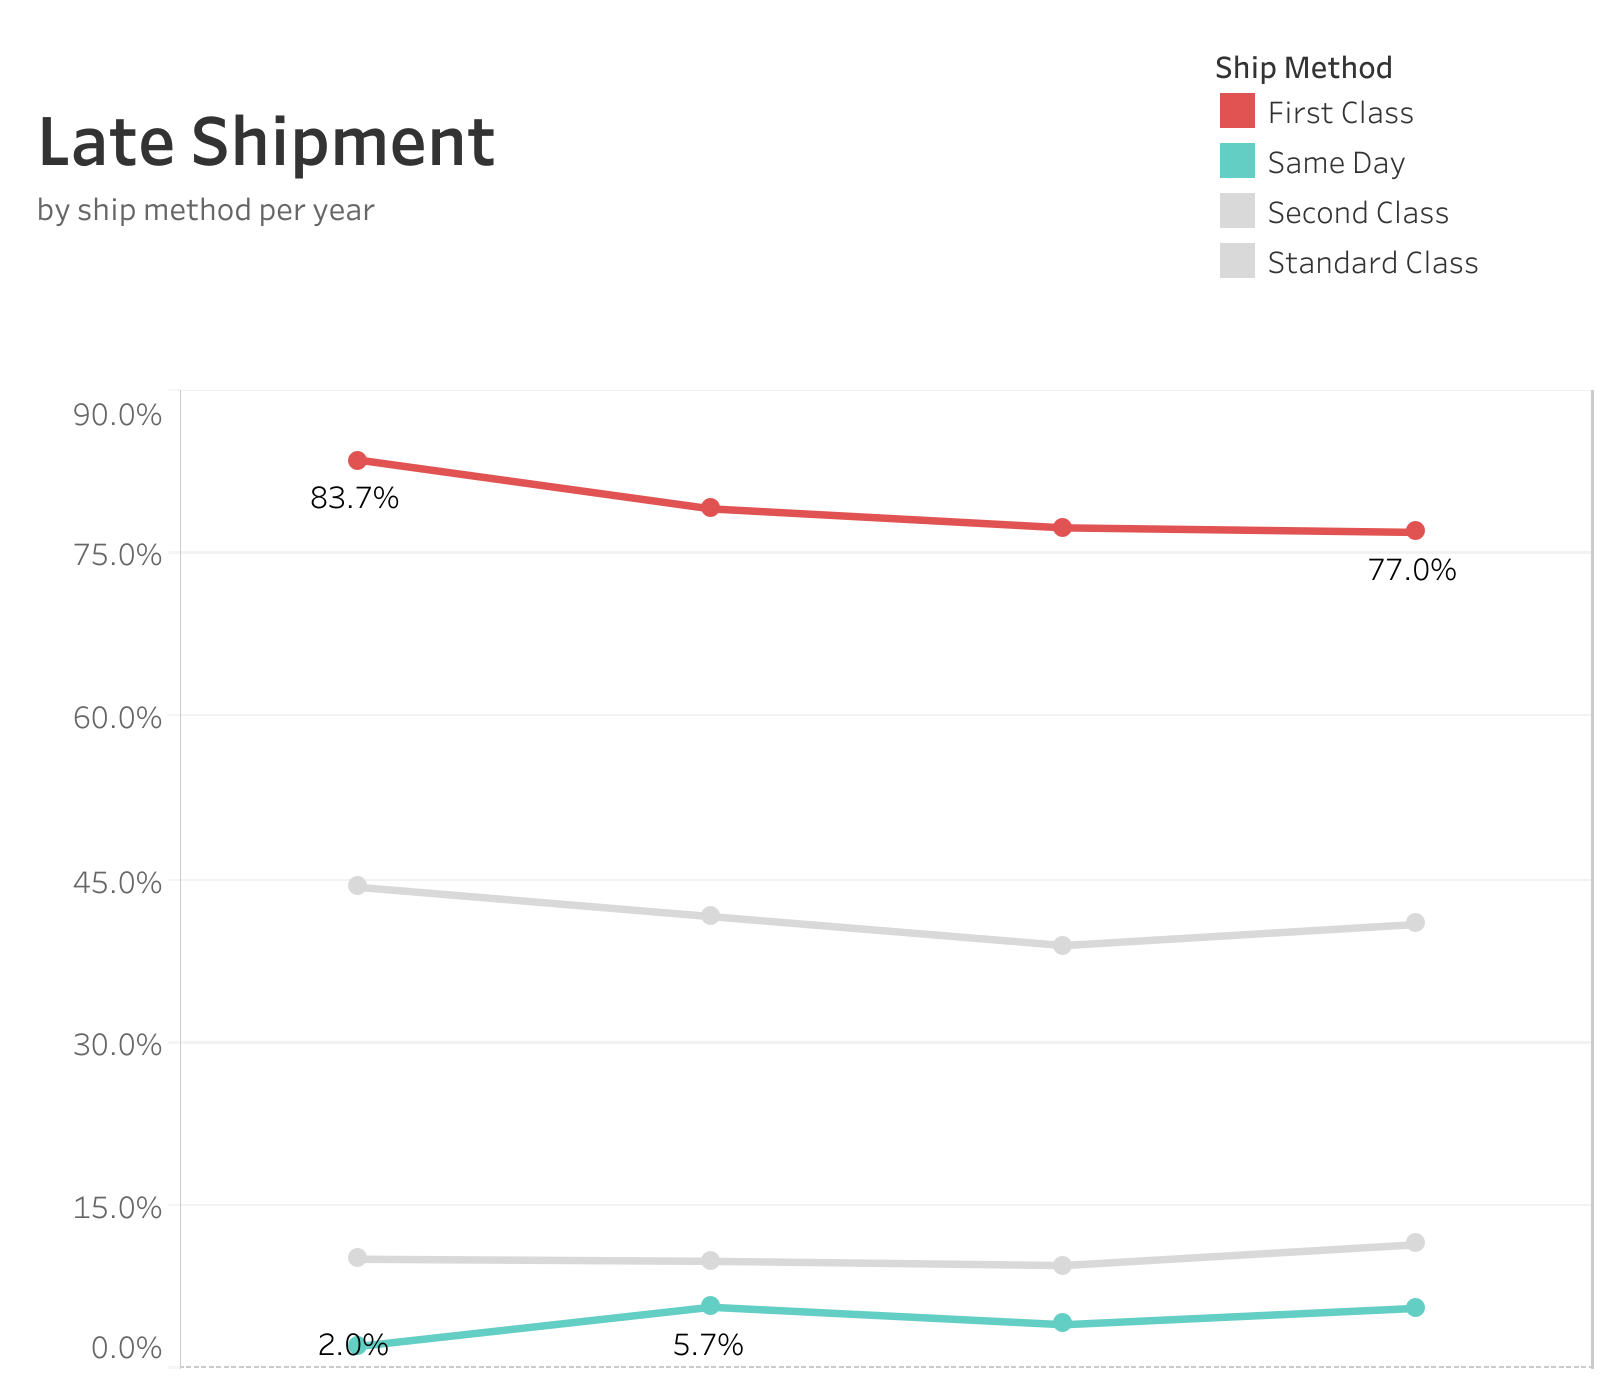 Late Shipment
by ship method per year
Ship Method
First Class
Same Day
Second Class
Standard Class
90.0%
83.7%
75.0%
77.0%
60.0%
45.0%
30.0%
15.0%
0.0%
2.0%
5.7%